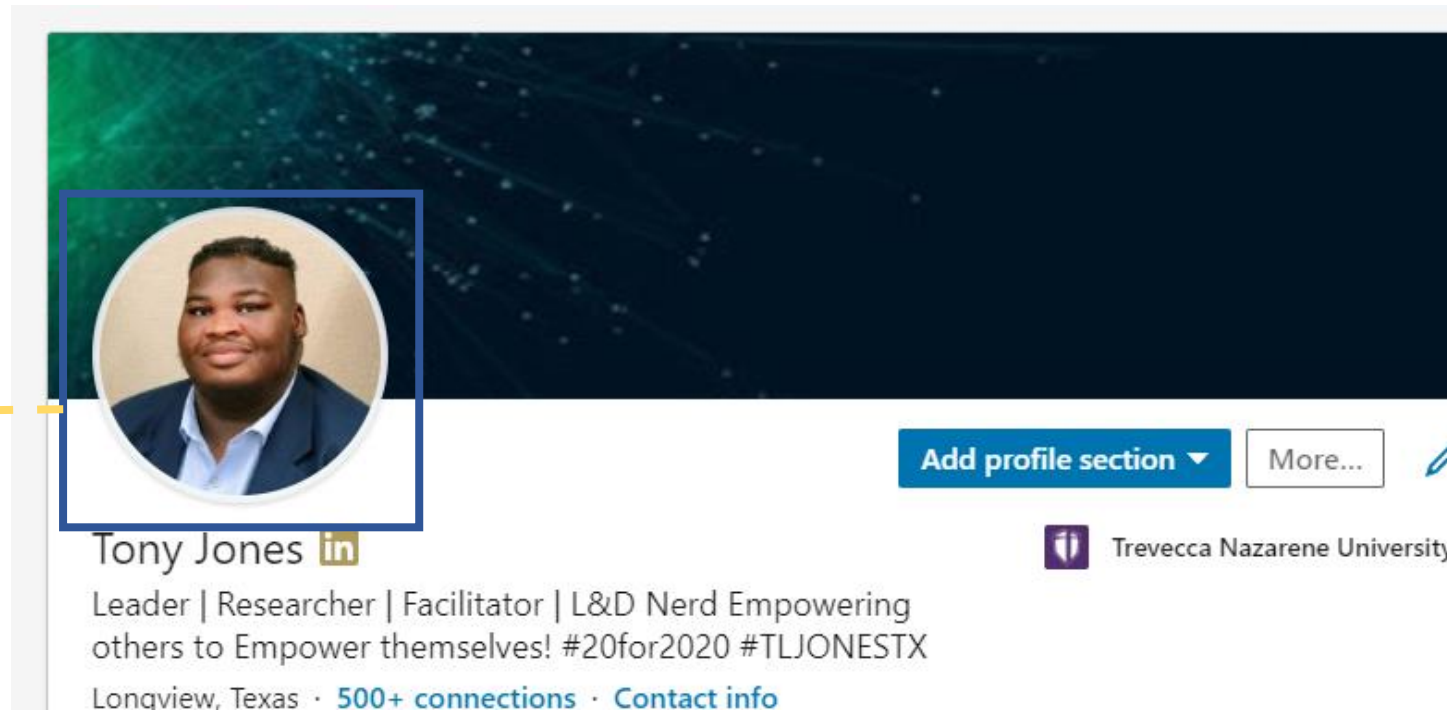 Add profile section
More...
Tony Jones in
Trevecca Nazarene University
Leader | Researcher | Facilitator | L&D Nerd Empowering
others to Empower themselves! #20for2020 #TLJONESTX
Longview, Texas · 500+ connections · Contact info